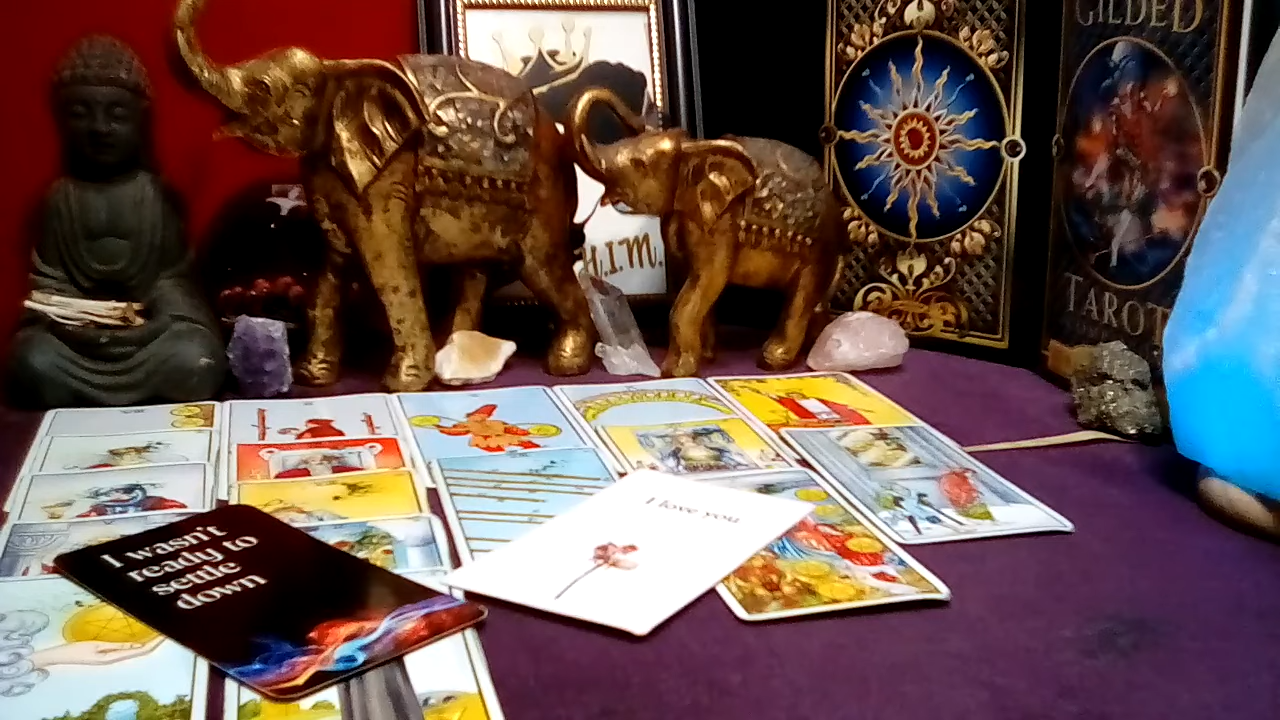 GILDED
TAROT
H.I.M.
I love you
I wasn't
ready to
settle
down